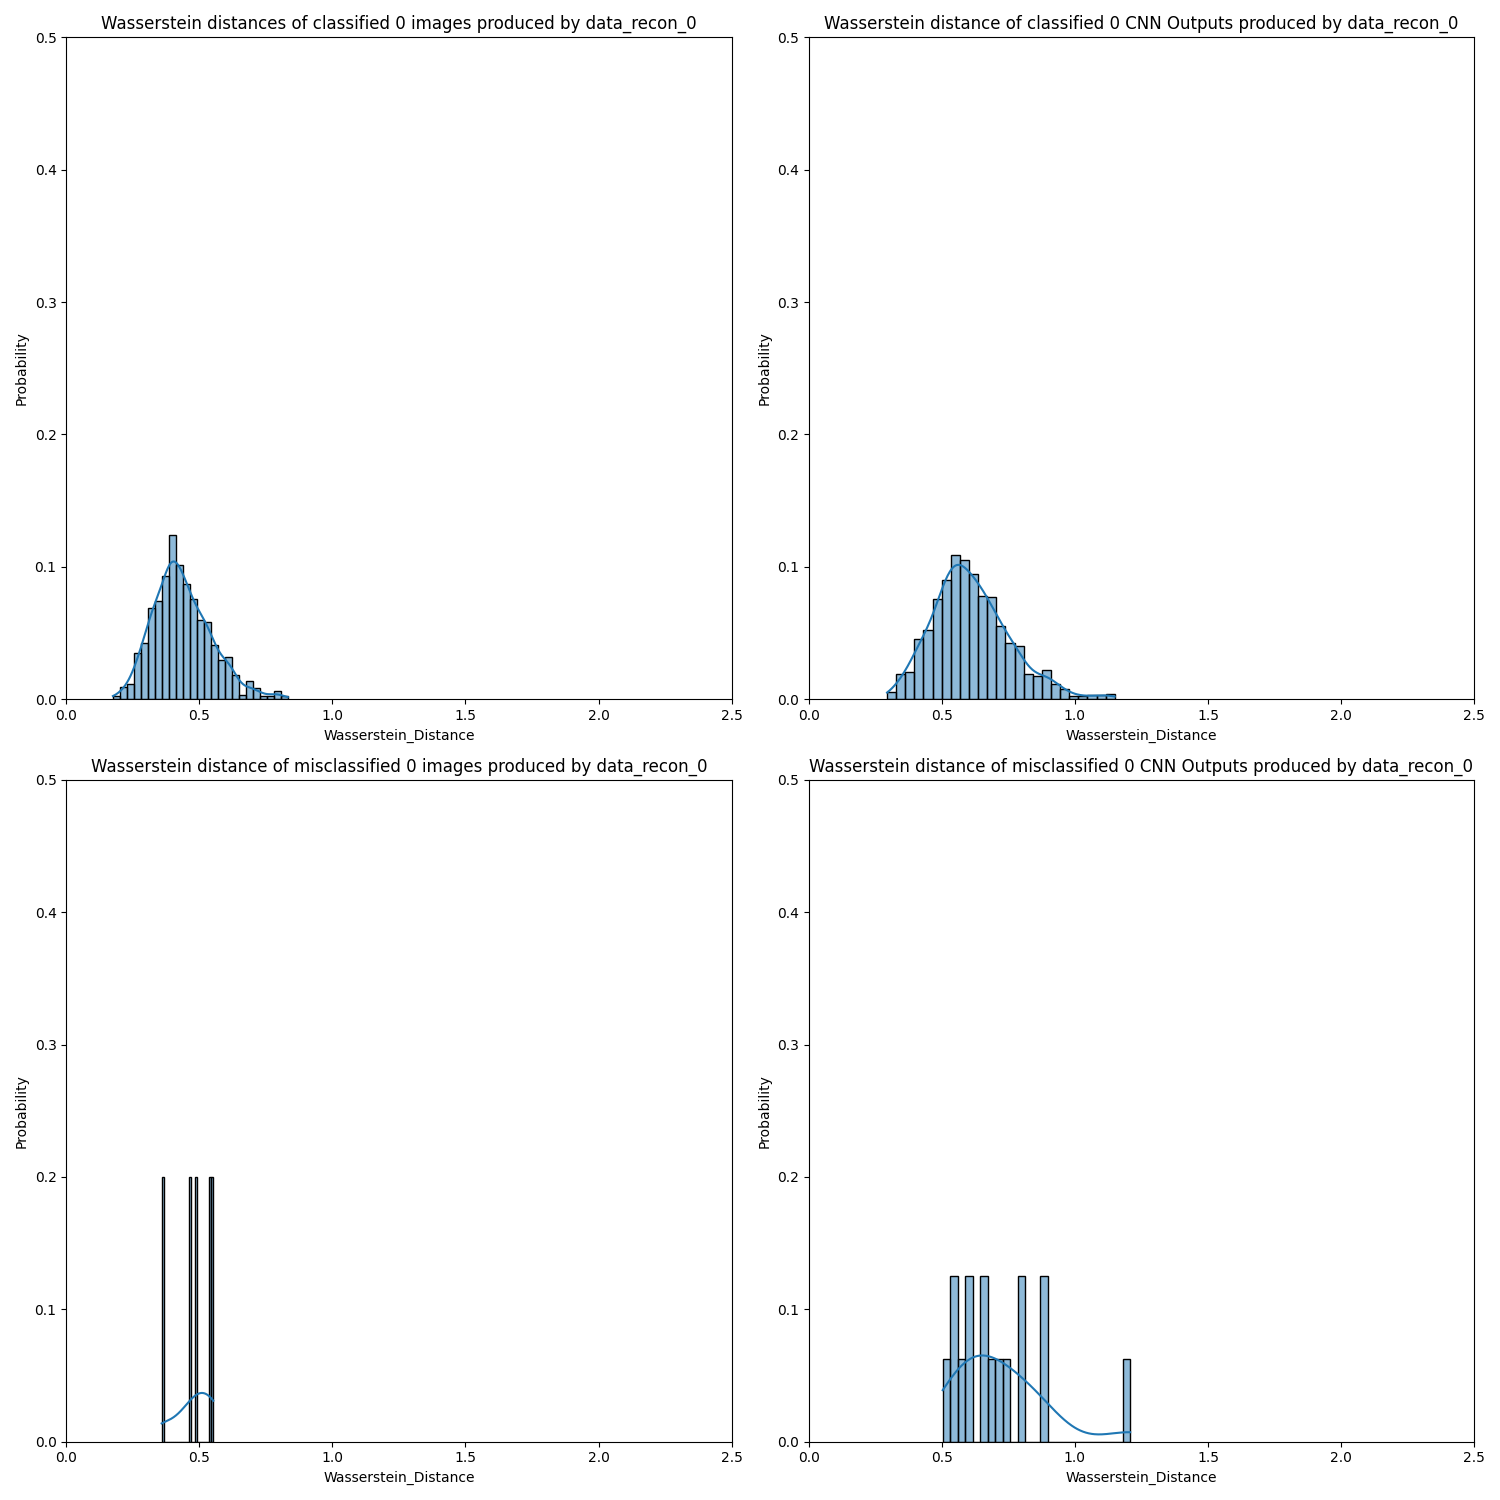 Wasserstein distances of classified 0 images produced by data_recon_0
0.5
0.4
0.3
0.2
0.1
0.0
Probability
0.0 0.5 1.0 1.5 2.0 2.5
Wasserstein_Distance
Wasserstein distance of classified 0 CNN Outputs produced by data_recon_0
0.5
0.4
0.3
0.2
0.1
0.0
Probability
0.0 0.5 1.0 1.5 2.0 2.5
Wasserstein_Distance
Wasserstein distance of misclassified 0 images produced by data_recon_0
0.5
0.4
0.3
0.2
0.1
0.0
Probability
0.0 0.5 1.0 1.5 2.0 2.5
Wasserstein_Distance
Wasserstein distance of misclassified 0 CNN Outputs produced by data_recon_0
0.5
0.4
0.3
0.2
0.1
0.0
Probability
0.0 0.5 1.0 1.5 2.0 2.5
Wasserstein_Distance